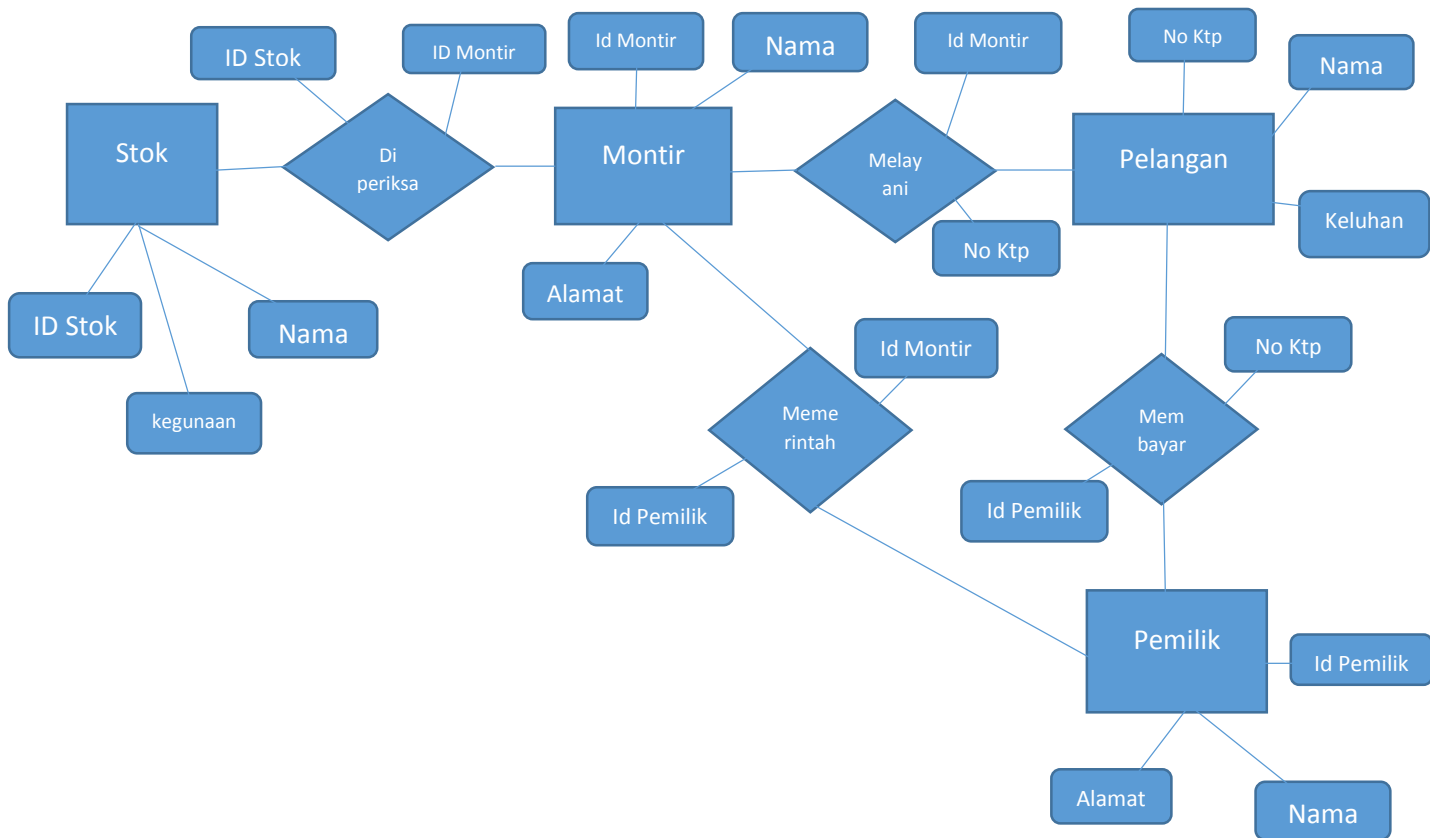 No Ktp
ID Stok
ID Montir
Id Montir
Nama
Id Montir
Nama
Stok
Di
periksa
Montir
Melay
ani
Pelangan
Keluhan
No Ktp
Alamat
ID Stok
Nama
Id Montir
No Ktp
kegunaan
Meme
rintah
Mem
bayar
Id Pemilik
Id Pemilik
Pemilik
Id Pemilik
Alamat
Nama